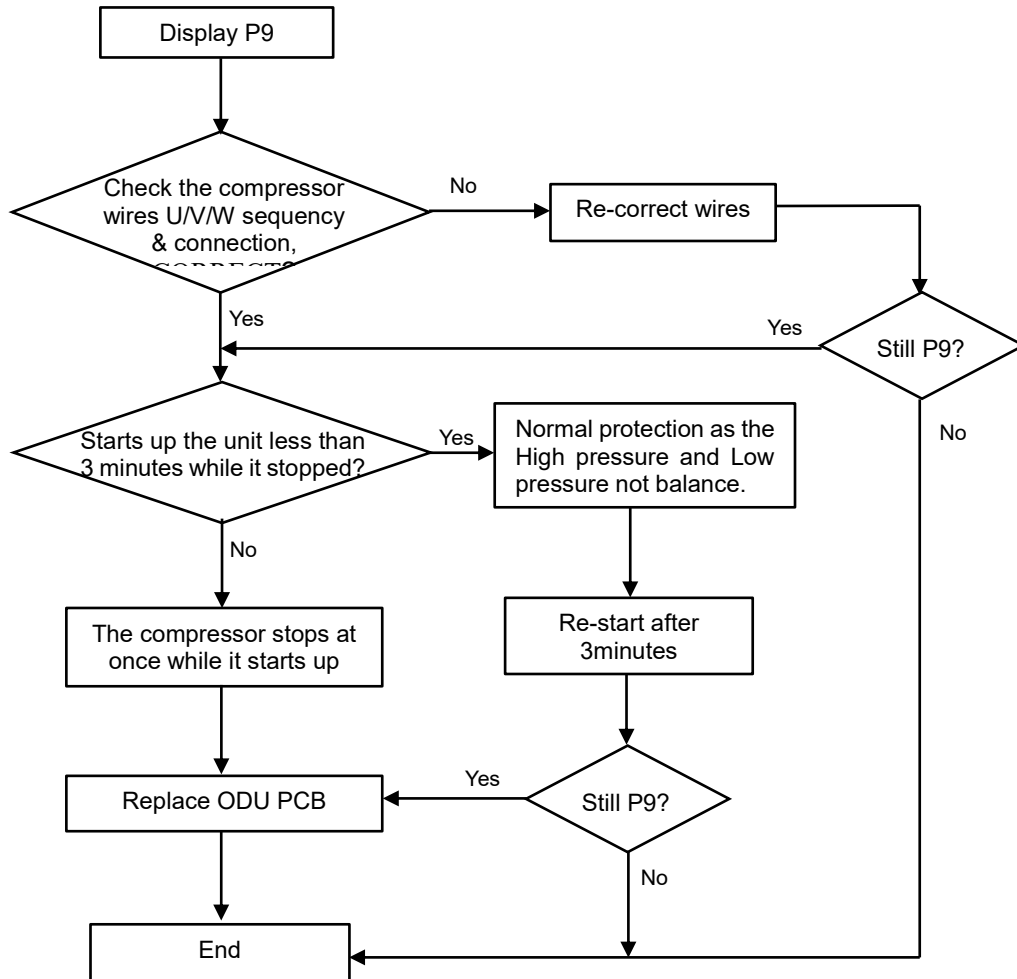 Display P9
Check the compressor
wires U/V/W sequency
& connection,
No
Re-correct wires
Yes
Yes
Still P9?
No
Starts up the unit less than
3 minutes while it stopped?
Yes
Normal protection as the
High pressure and Low
pressure not balance.
No
The compressor stops at
once while it starts up
Re-start after
3minutes
Replace ODU PCB
Yes
Still P9?
No
End